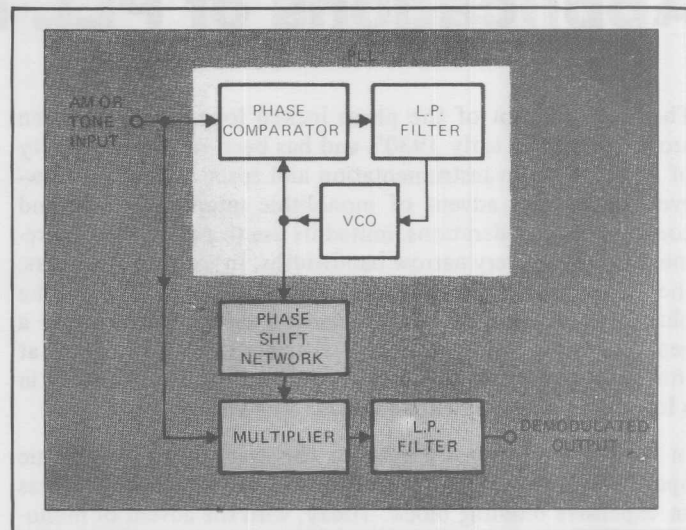 PLL
AM OR
TONE
INPUT
PHASE
COMPARATOR
L.P.
FILTER
VCO
PHASE
SHIFT
NETWORK
MULTIPLIER
L.P.
FILTER
DEMODULATED
OUTPUT